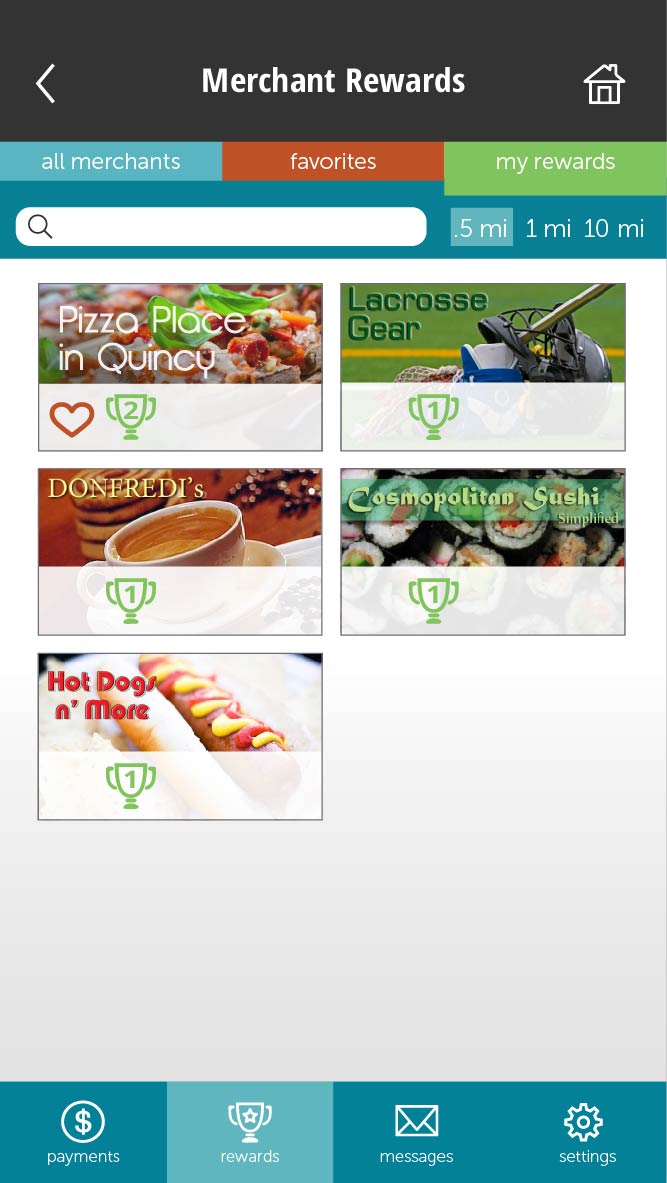 Merchant Rewards
all merchants
favorites
my rewards
.5 mi
1 mi
10 mi
Pizza Place
in Quincy
2
Lacrosse
Gear
1
DONFREDI's
1
Cosmopolitan Sushi
Simplified
1
Hot Dogs
n' More
1
$
payments
rewards
messages
settings